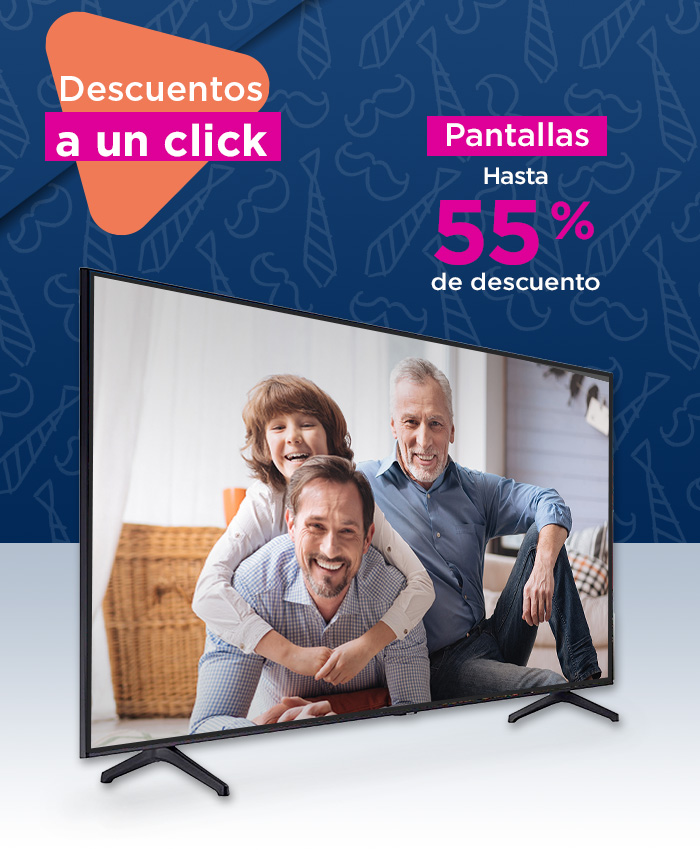 Descuentos
a un click
Pantallas
Hasta
55%
de descuento